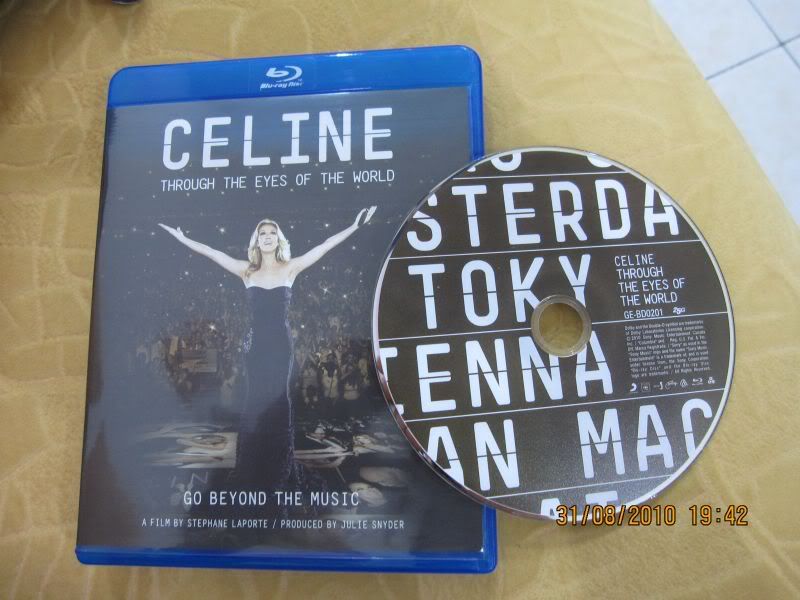 Blu-ray Disc
CELINE
THROUGH THE EYES OF THE WORLD
GO BEYOND THE MUSIC
A FILM BY STEPHANE LAPORTE / PRODUCED BY JULIE SNYDER
STERDA
TOKY
ENNA
AN MAC
AT
CELINE
THROUGH
THE EYES OF
THE WORLD
GE-BD0201
31/08/2010 19:42